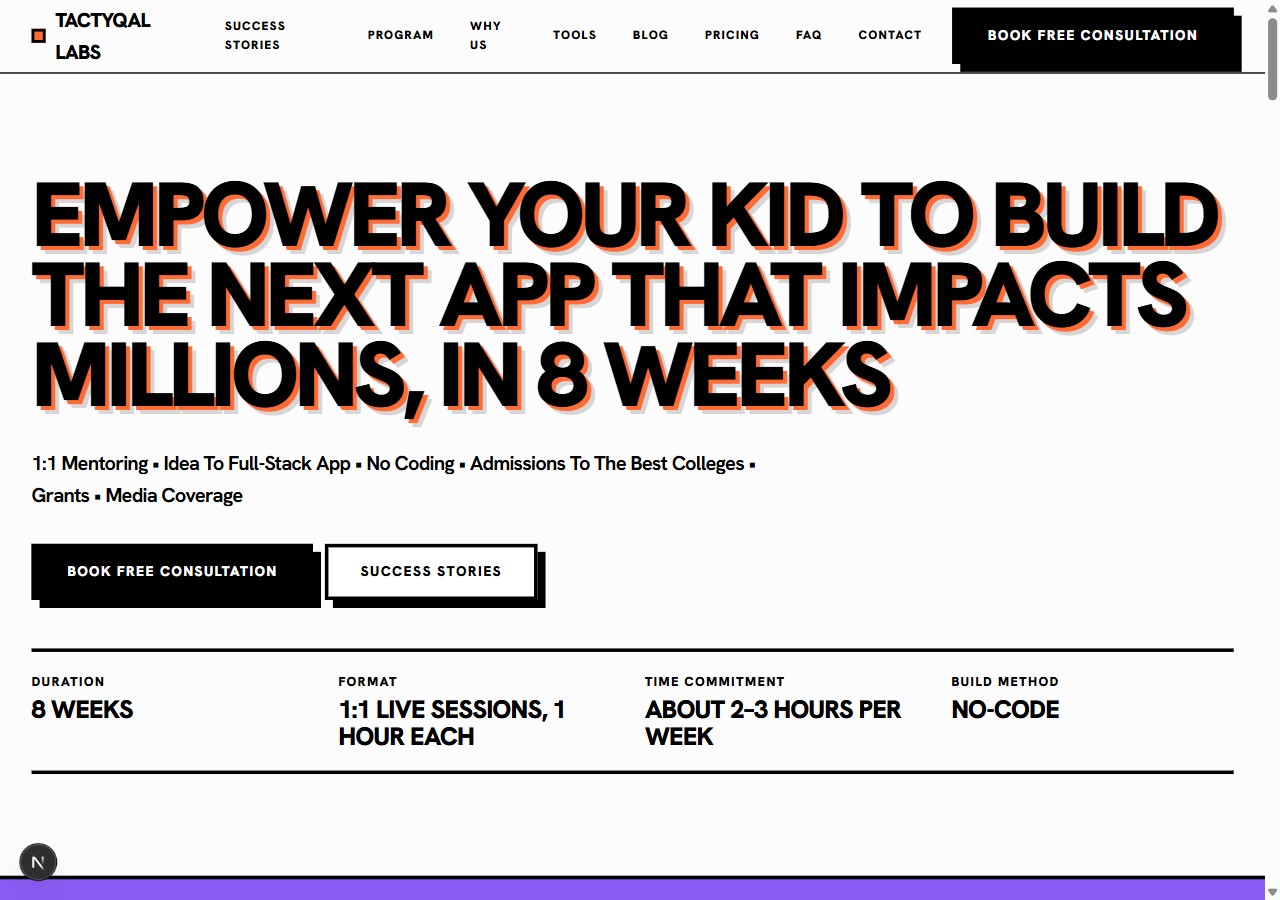 TACTYQAL
LABS
SUCCESS
STORIES
PROGRAM
WHY
US
TOOLS
BLOG
PRICING
FAQ
CONTACT
BOOK FREE CONSULTATION
EMPOWER YOUR KID TO BUILD
THE NEXT APP THAT IMPACTS
MILLIONS, IN 8 WEEKS
1:1 Mentoring ▪ Idea To Full-Stack App ▪ No Coding ▪ Admissions To The Best Colleges ▪
Grants ▪ Media Coverage
BOOK FREE CONSULTATION
SUCCESS STORIES
DURATION
8 WEEKS
FORMAT
1:1 LIVE SESSIONS, 1
HOUR EACH
TIME COMMITMENT
ABOUT 2–3 HOURS PER
WEEK
BUILD METHOD
NO-CODE
N